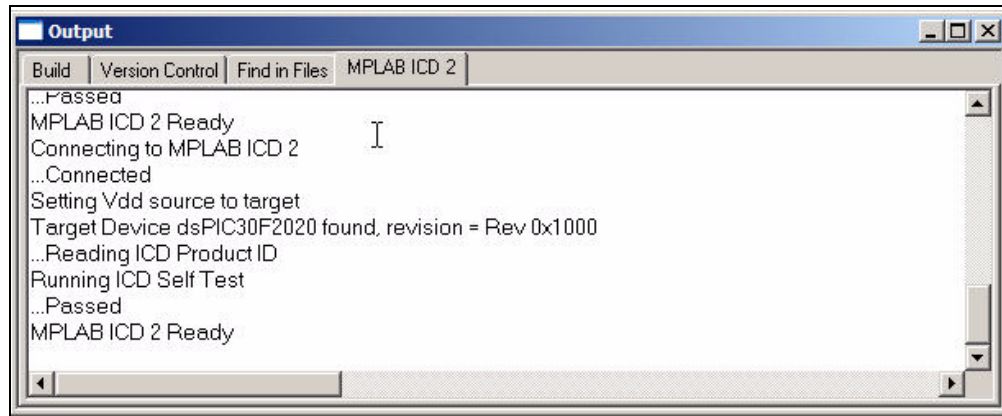 Output
Build Version Control Find in Files MPLAB ICD 2
...Passed
MPLAB ICD 2 Ready
Connecting to MPLAB ICD 2
...Connected
Setting Vdd source to target
Target Device dsPIC30F2020 found, revision = Rev 0x1000
...Reading ICD Product ID
Running ICD Self Test
...Passed
MPLAB ICD 2 Ready